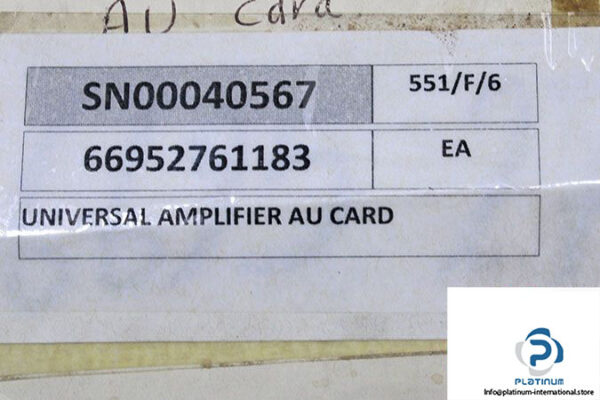 AU Card
SN00040567 551/F/6
66952761183 EA
UNIVERSAL AMPLIFIER AU CARD
PLATINUM
Info@platinum-international.store